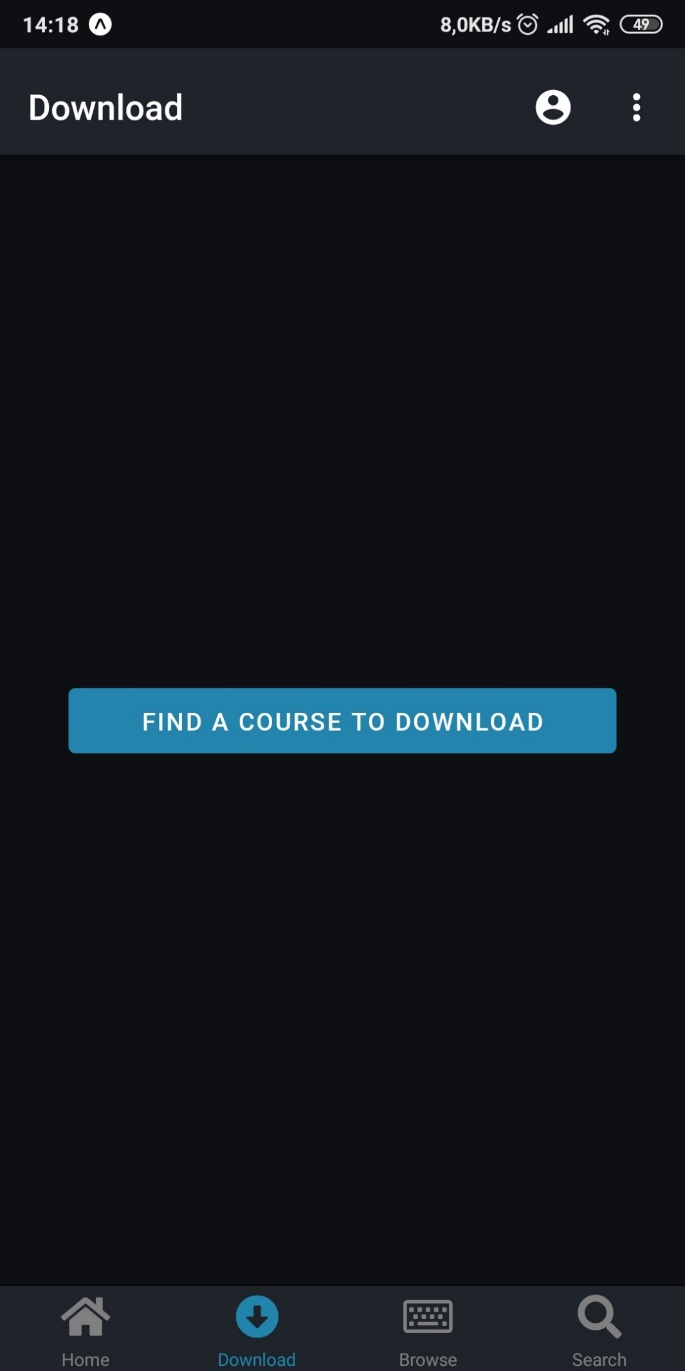 14:18
8,0KB/s
49
Download
FIND A COURSE TO DOWNLOAD
Home
Download
Browse
Search